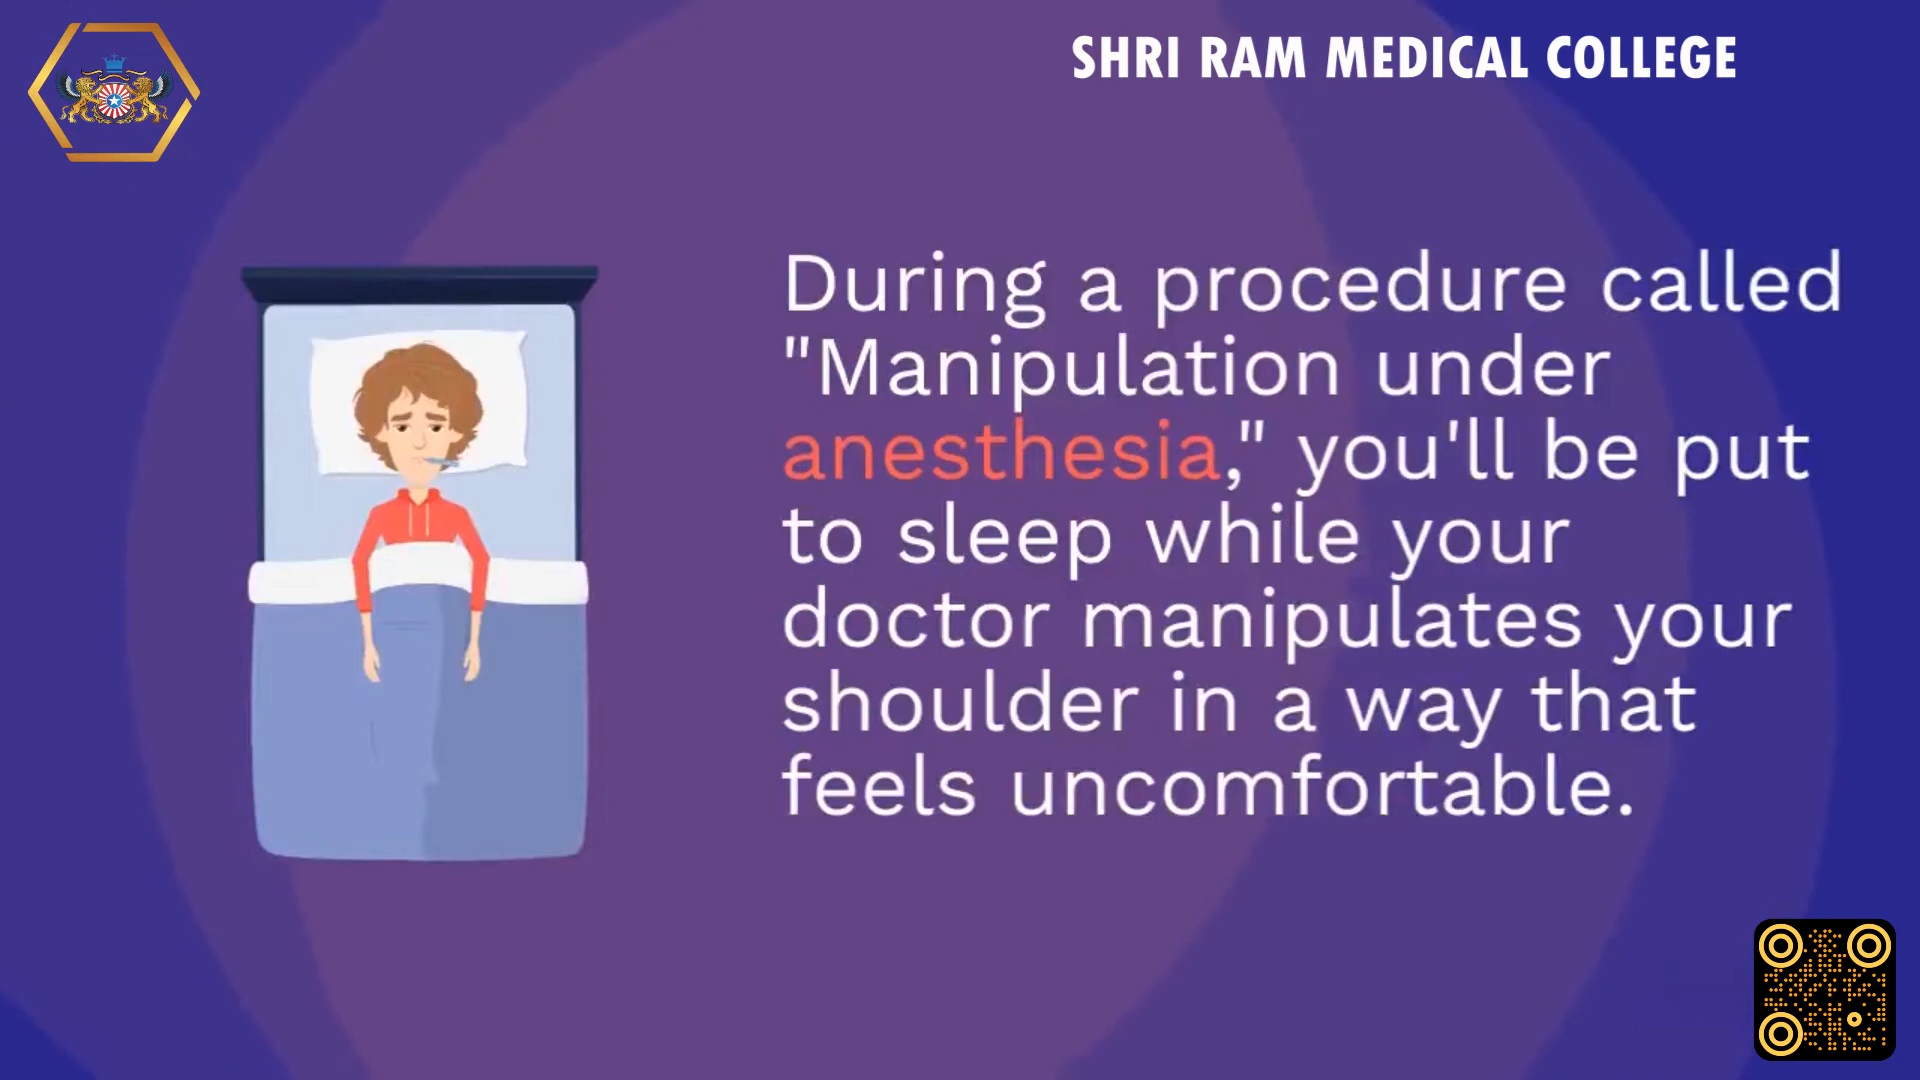 SHRI RAM MEDICAL COLLEGE
During a procedure called
"Manipulation under
anesthesia," you'll be put
to sleep while your
doctor manipulates your
shoulder in a way that
feels uncomfortable.